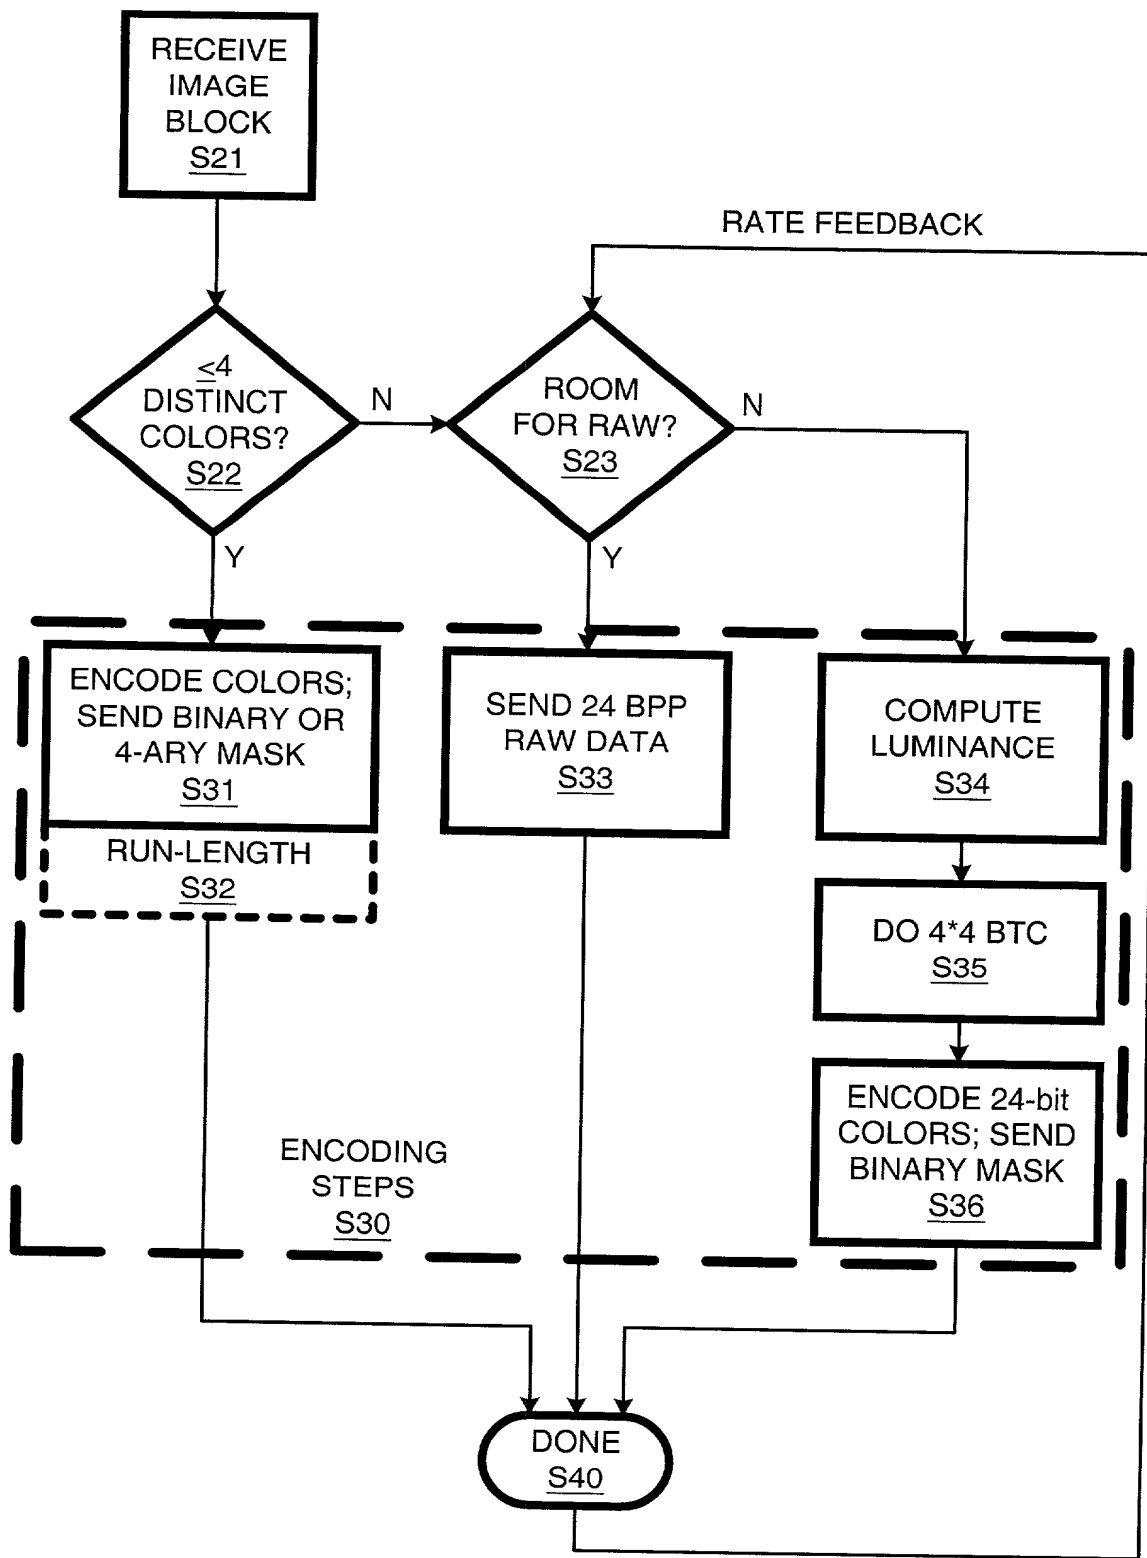 RECEIVE
IMAGE
BLOCK
S21
RATE FEEDBACK
≤4
DISTINCT
COLORS?
S22
N
ROOM
FOR RAW?
S23
N
Y
Y
ENCODE COLORS;
SEND BINARY OR
4-ARY MASK
S31
RUN-LENGTH
S32
SEND 24 BPP
RAW DATA
S33
COMPUTE
LUMINANCE
S34
DO 4*4 BTC
S35
ENCODE 24-bit
COLORS; SEND
BINARY MASK
S36
ENCODING
STEPS
S30
DONE
S40